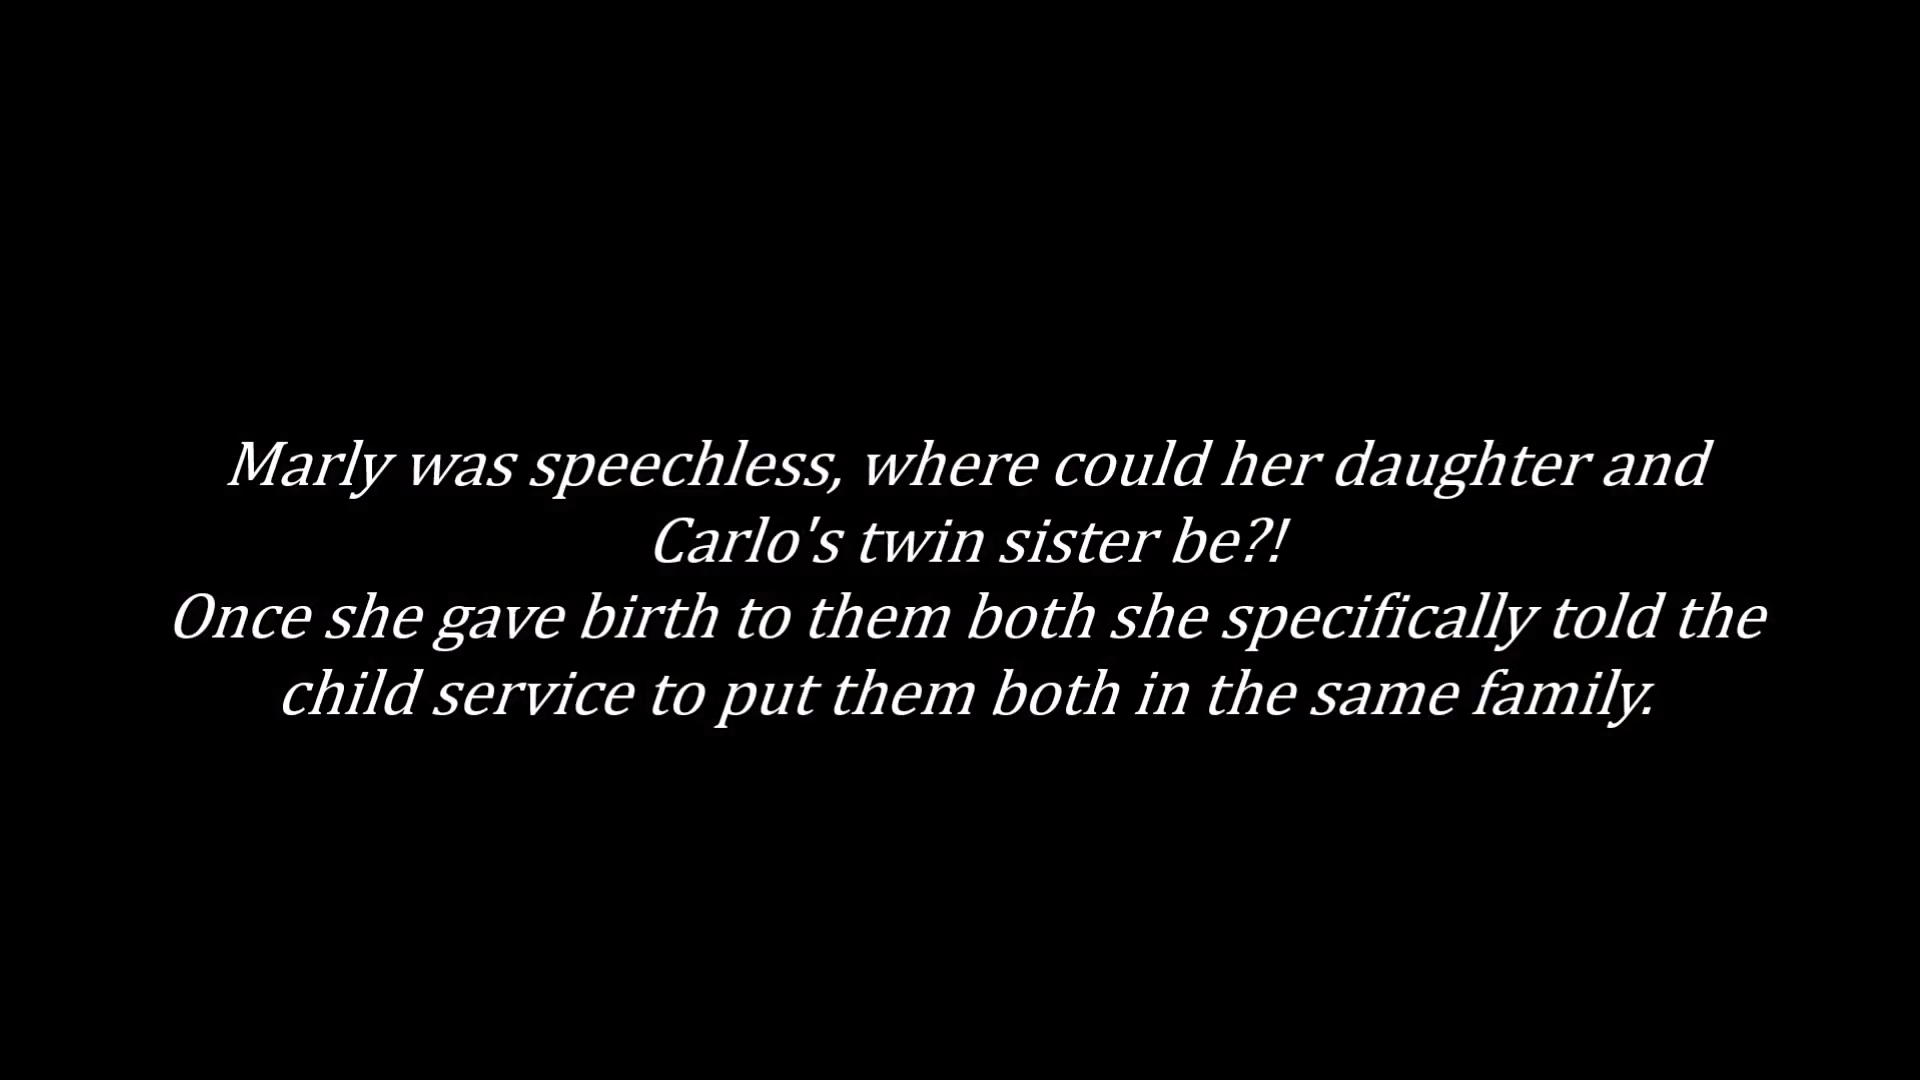 Marly was speechless, where could her daughter and
Carlo's twin sister be?!
Once she gave birth to them both she specifically told the
child service to put them both in the same family.